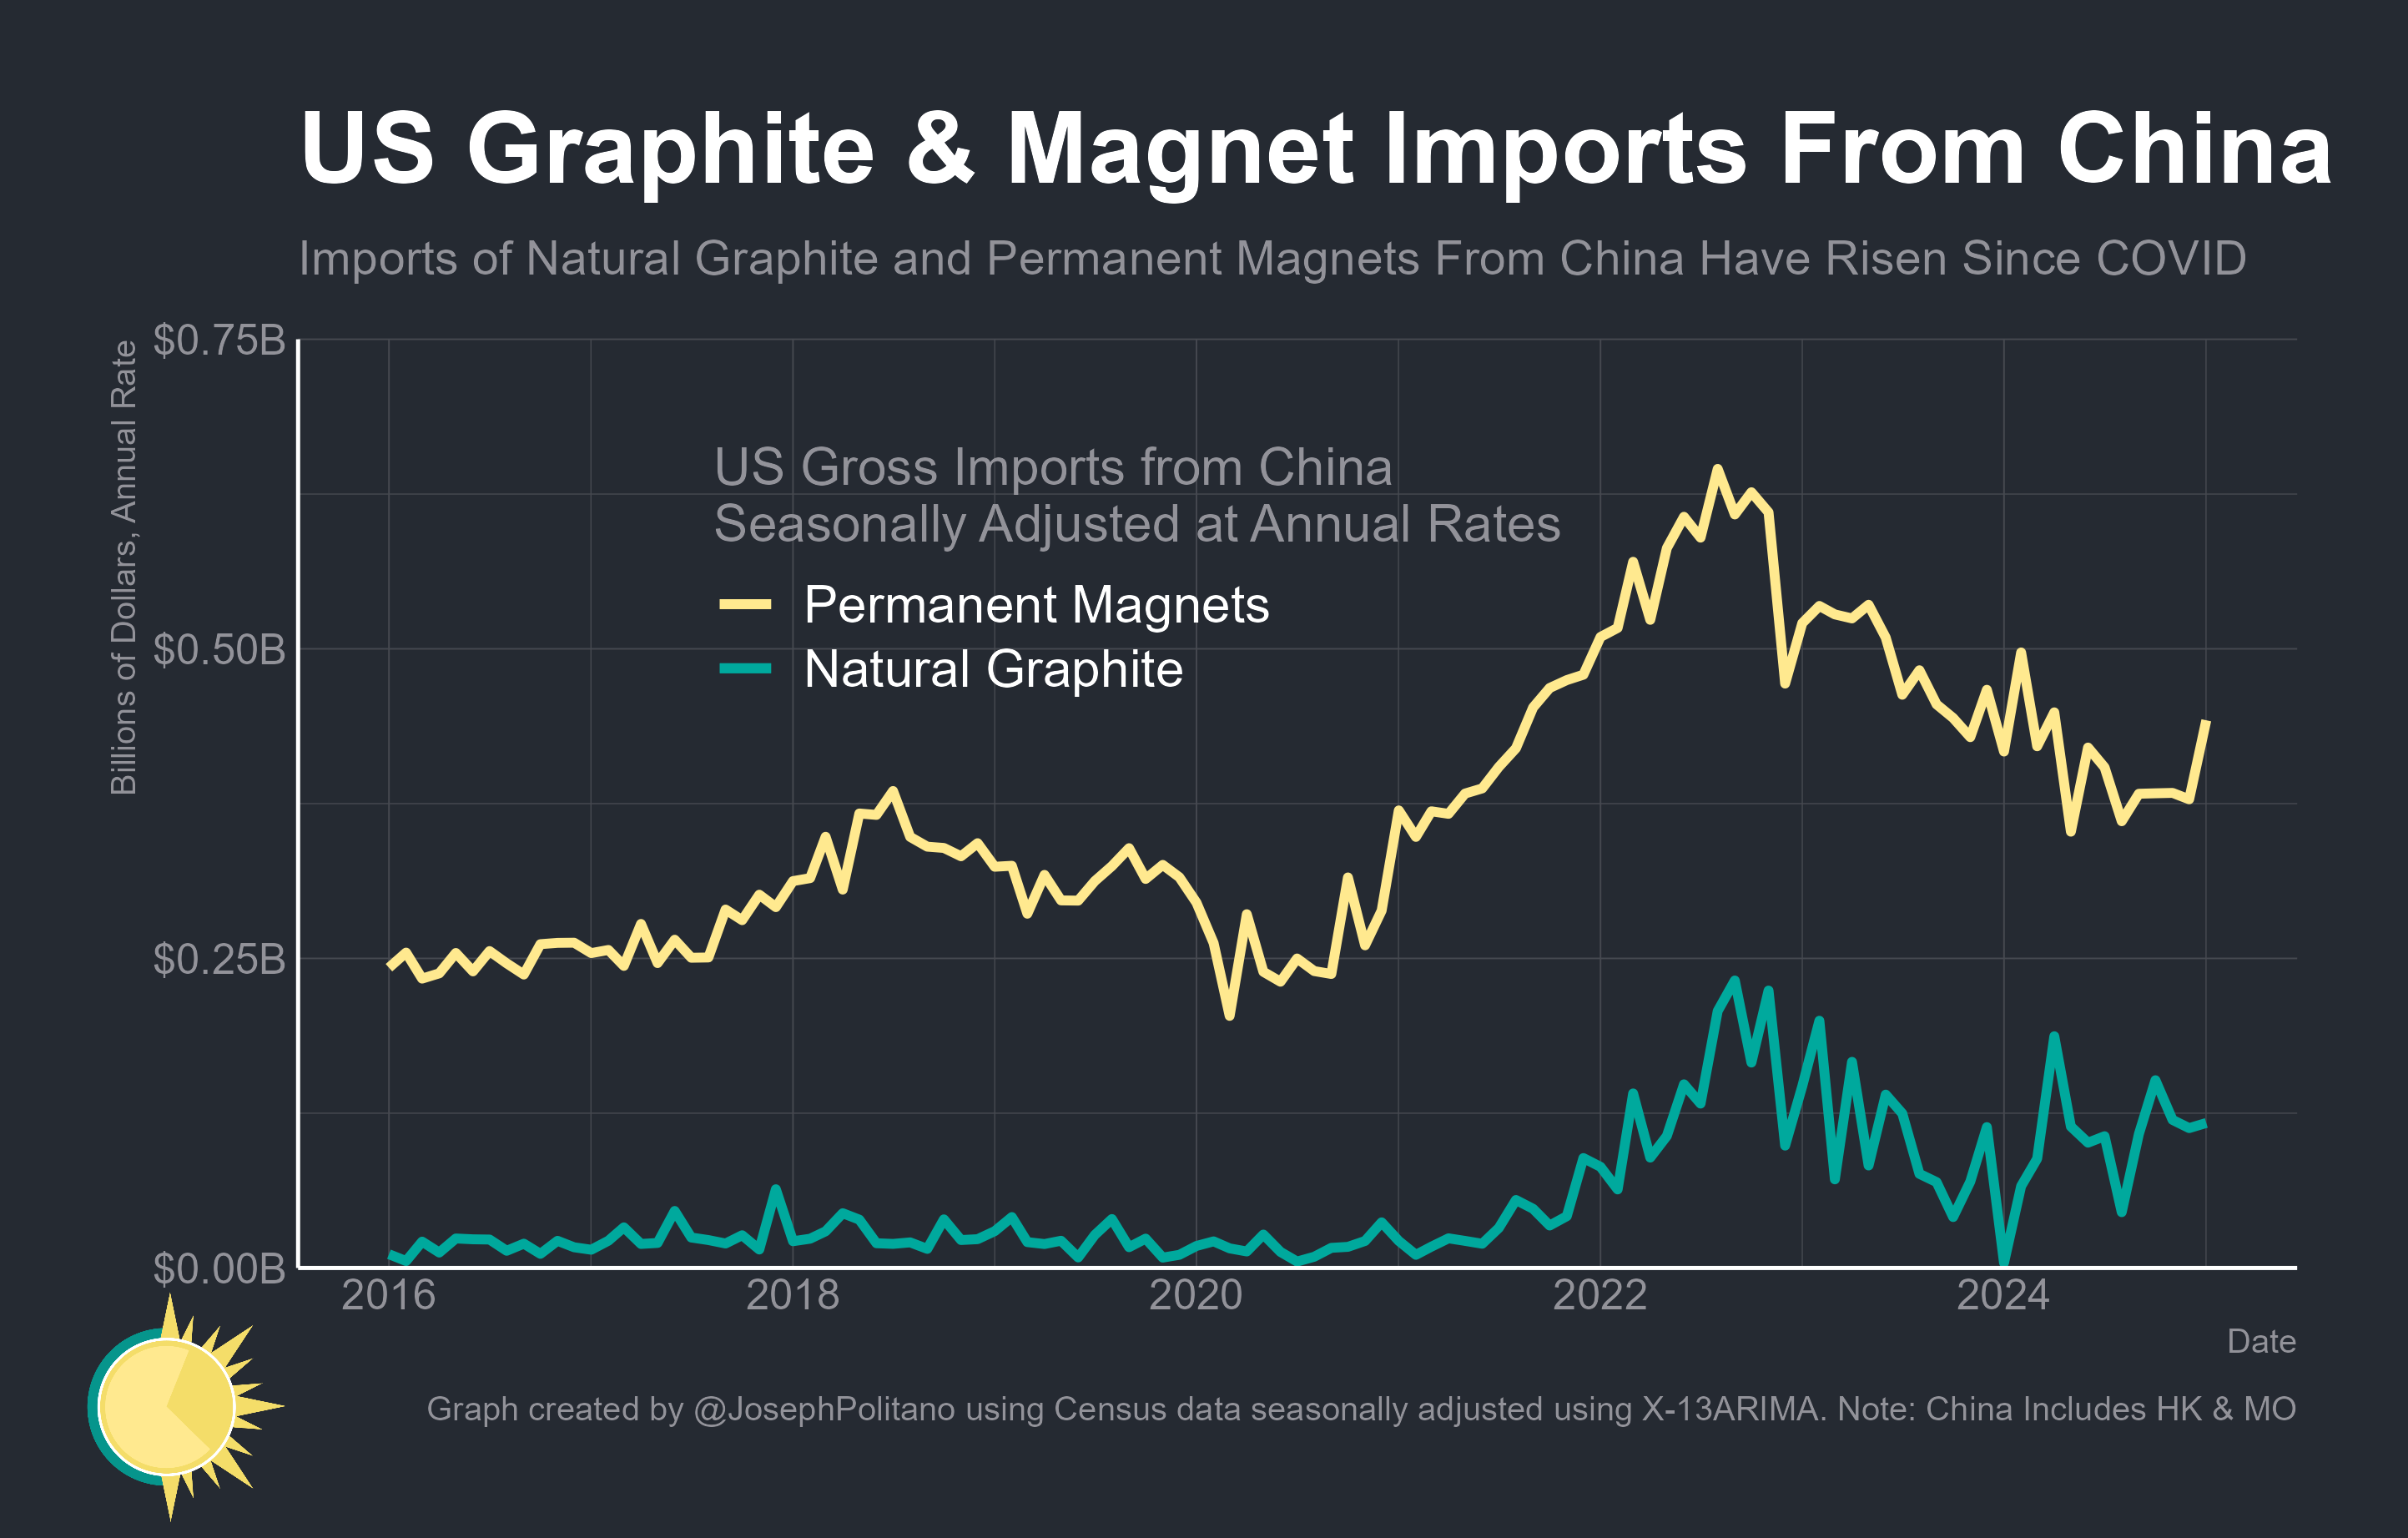 US Graphite & Magnet Imports From China
Imports of Natural Graphite and Permanent Magnets From China Have Risen Since COVID
Billions of Dollars, Annual Rate
$0.75B
$0.50B
$0.25B
$0.00B
US Gross Imports from China
Seasonally Adjusted at Annual Rates
Permanent Magnets
Natural Graphite
2016 2018 2020 2022 2024
Date
Graph created by @JosephPolitano using Census data seasonally adjusted using X-13ARIMA. Note: China Includes HK & MO